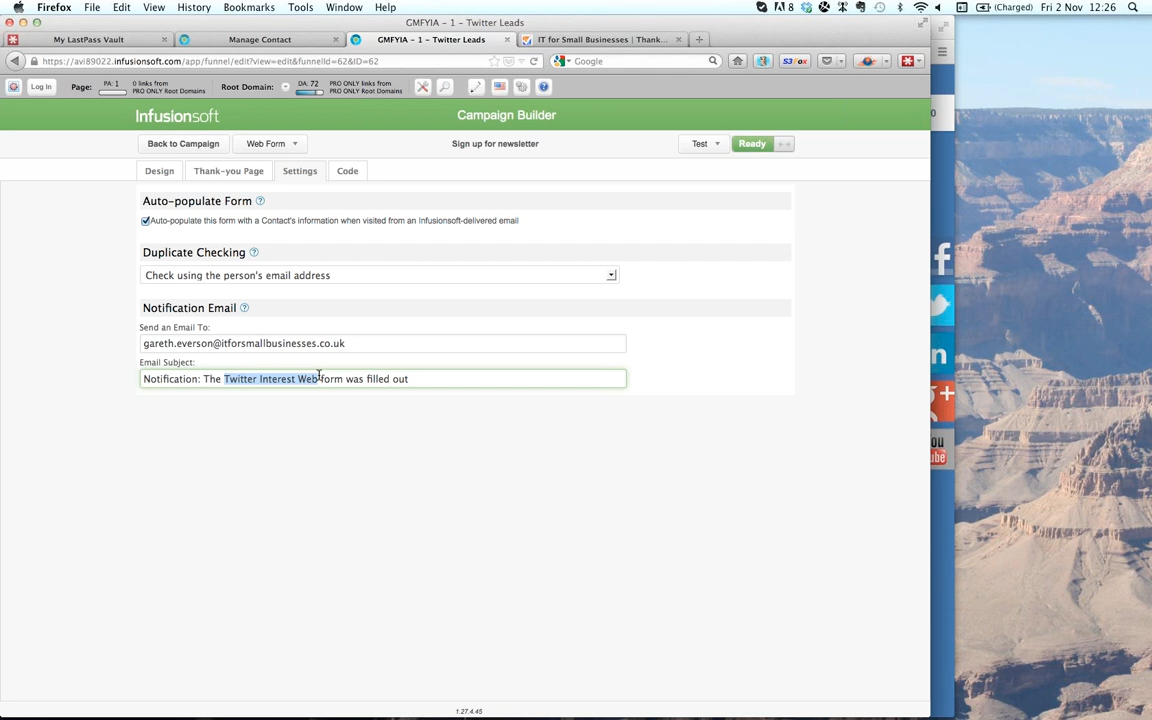 Firefox File Edit View History Bookmarks Tools Window Help
8 (Charged) Fri 2 Nov 12:26
GMFYIA - 1 - Twitter Leads
My LastPass Vault Manage Contact GMFYIA - 1 - Twitter Leads IT for Small Businesses | Thank...
https://avi89022.infusionsoft.com/app/funnel/edit?view=edit&funnelId=62&ID=62 Google S3Fox
Log In Page: PA: 1 0 links from Root Domain: DA: 72 PRO ONLY links from
PRO ONLY Root Domains PRO ONLY Root Domains
Infusionsoft Campaign Builder
Back to Campaign Web Form Sign up for newsletter Test Ready
Design Thank-you Page Settings Code
Auto-populate Form ?
Auto-populate this form with a Contact's information when visited from an Infusionsoft-delivered email
Duplicate Checking ?
Check using the person's email address
Notification Email ?
Send an Email To:
gareth.everson@itforsmallbusinesses.co.uk
Email Subject:
Notification: The Twitter Interest Web form was filled out
1.27.4.45